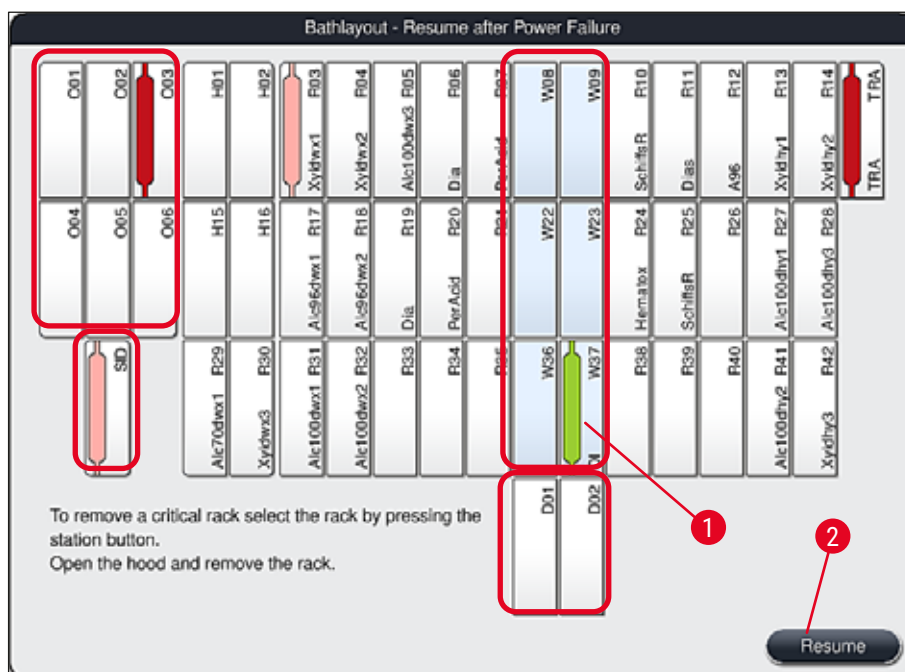 Bathlayout - Resume after Power Failure
O01
O02
O03
H01
H02
Xyldwx1 R03
Xyldwx2 R04
Alc100dwx3 R05
Dia R06
PerAcid R07
W08
W09
SchiffsR R10
Dias R11
A96 R12
Xyldhy1 R13
Xyldhy2 R14
TRA TRA
O04
O05
O06
H15
H16
Alc96dwx1 R17
Alc96dwx2 R18
Dia R19
PerAcid R20
R21
W22
W23
Hematox R24
SchiffsR R25
R26
Alc100dhy1 R27
Alc100dhy3 R28
SID
Alc70dwx1 R29
Xyldwx3 R30
Alc100dwx1 R31
Alc100dwx2 R32
R33
R34
R35
W36
DI W37
R38
R39
R40
Alc100dhy2 R41
Xyldhy3 R42
D01
D02
To remove a critical rack select the rack by pressing the
station button.
Open the hood and remove the rack.
1
2
Resume